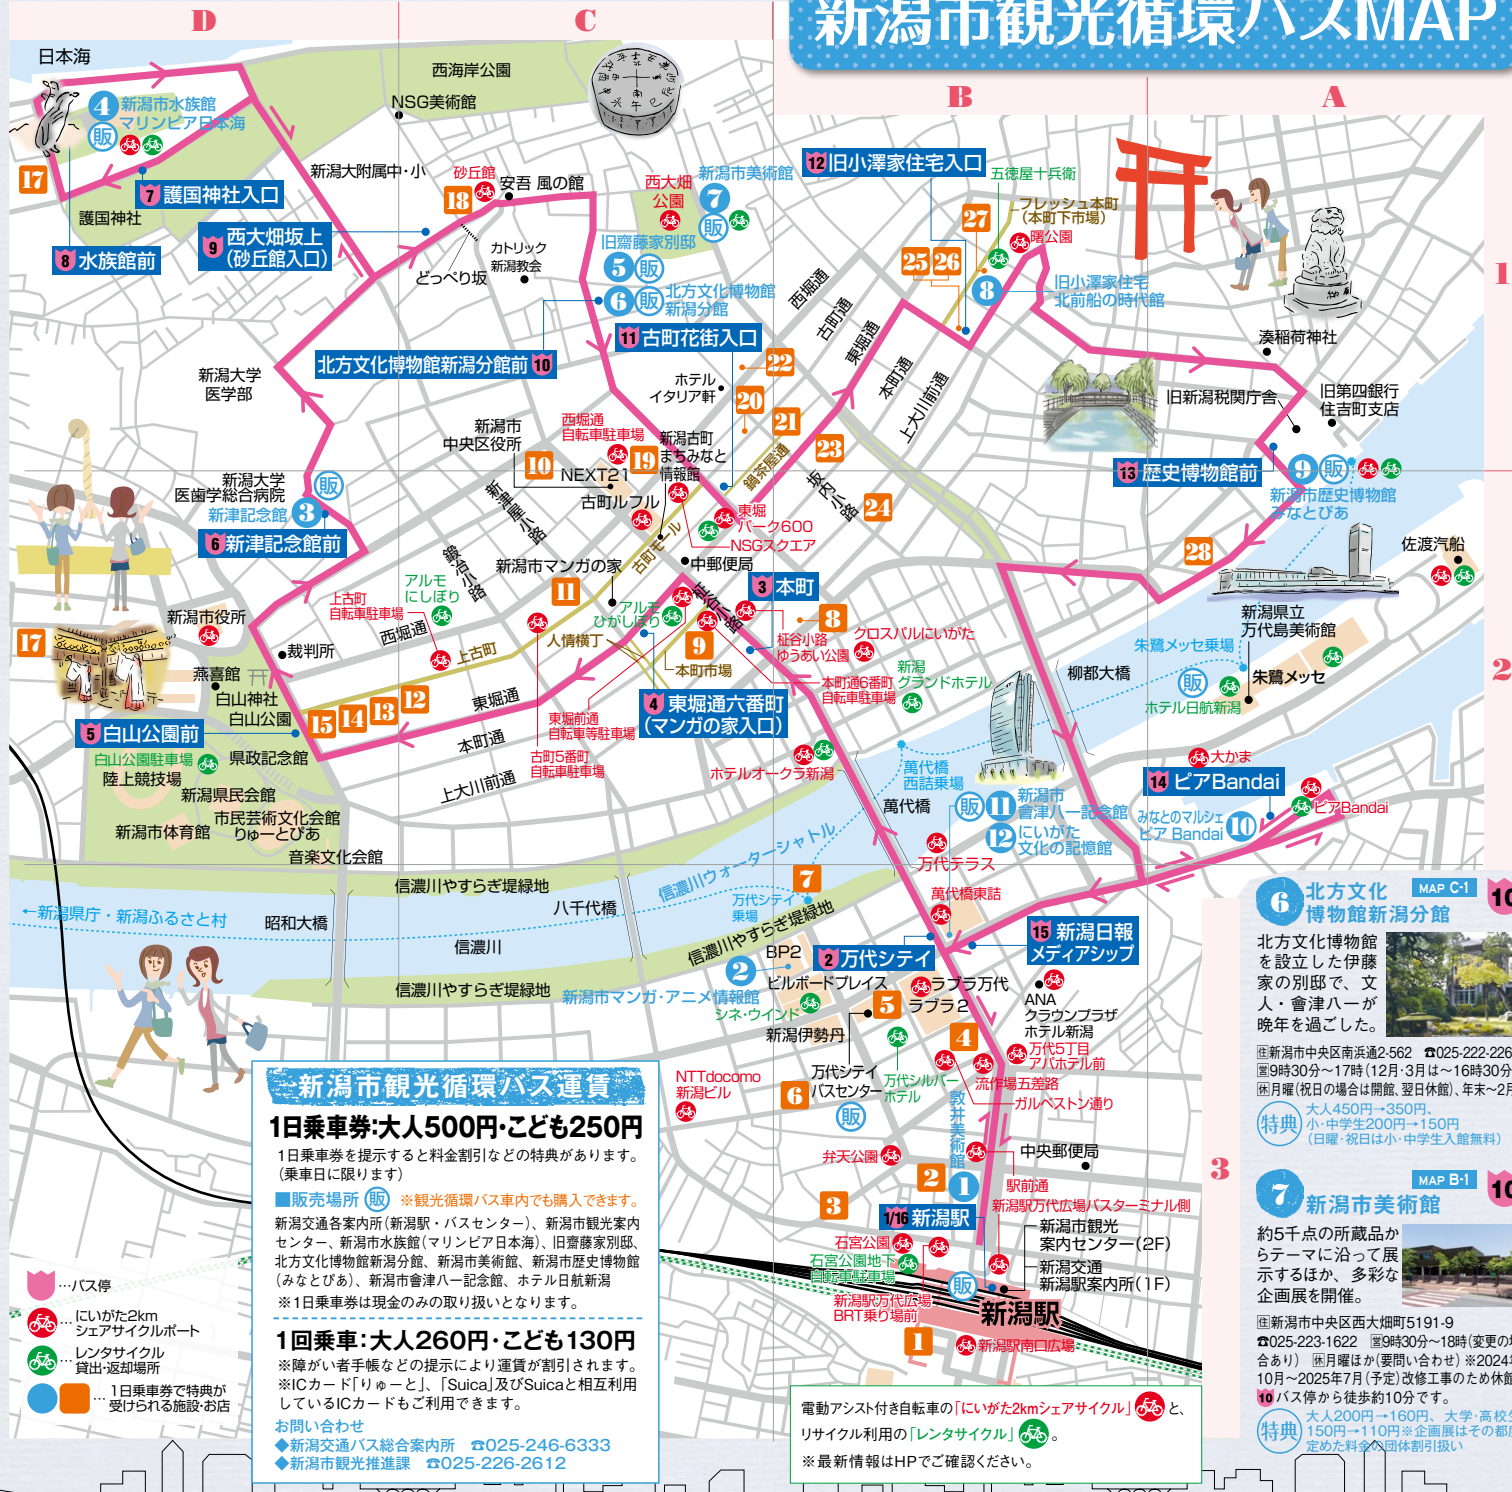 新潟市観光循環バスMAP
D
C
B
A
1
2
3
日本海
西海岸公園
NSG美術館
4 新潟市水族館
マリンピア日本海
販
17
7 護国神社入口
護国神社
8 水族館前
新潟大附属中・小
9 西大畑坂上
(砂丘館入口)
砂丘館
18
安吾 風の館
どっぺり坂
カトリック
新潟教会
西大畑
公園
新潟市美術館
7
販
旧齋藤家別邸
5 販
6 販 北方文化博物館
新潟分館
北方文化博物館新潟分館前 10
11 古町花街入口
12 旧小澤家住宅入口
五徳屋十兵衛
フレッシュ本町
(本町下市場)
曙公園
27
25 26
8
旧小澤家住宅
北前船の時代館
西堀通
古町通
東堀通
本町通
上大川前通
湊稲荷神社
旧新潟税関庁舎
旧第四銀行
住吉町支店
13 歴史博物館前
9 販
新潟市歴史博物館
みなとぴあ
28
佐渡汽船
新潟県立
万代島美術館
朱鷺メッセ乗場
朱鷺メッセ
販
ホテル日航新潟
柳都大橋
新潟大学
医学部
新潟大学
医歯学総合病院
新津記念館 3
販
6 新津記念館前
新潟市
中央区役所
10
NEXT21
西堀通
自転車駐車場
19
ホテル
イタリア軒
22
20
21
23
24
新潟古町
まちみなと
情報館
鍋茶屋通
坂内小路
古町ルフル
東堀
パーク600
NSGスクエア
新津屋小路
鍛冶小路
古町モール
新潟市マンガの家
中郵便局
3 本町
11
アルモ
にしぼり
上古町
自転車駐車場
西堀通
上古町
アルモ
ひがしぼり
柾谷小路
8
柾谷小路
ゆうあい公園
クロスパルにいがた
人情横丁
9
本町市場
本町通6番町
自転車駐車場
新潟
グランドホテル
4 東堀通六番町
(マンガの家入口)
17
新潟市役所
裁判所
燕喜館
白山神社
白山公園
15 14 13 12
5 白山公園前
白山公園駐車場
陸上競技場
県政記念館
新潟県民会館
市民芸術文化会館
りゅーとぴあ
新潟市体育館
音楽文化会館
東堀通
本町通
上大川前通
東堀前通
自転車等駐車場
古町5番町
自転車駐車場
ホテルオークラ新潟
萬代橋
西詰乗場
萬代橋
販 11 新潟市
會津八一記念館
12 にいがた
文化の記憶館
大かま
14 ピアBandai
みなとのマルシェ
ピア Bandai 10
ピアBandai
万代テラス
萬代橋東詰
信濃川ウォーターシャトル
信濃川やすらぎ堤緑地
←新潟県庁・新潟ふるさと村
昭和大橋
八千代橋
信濃川
信濃川やすらぎ堤緑地
7
万代シテイ
乗場
信濃川やすらぎ堤緑地
15 新潟日報
メディアシップ
2 万代シテイ
BP2
ビルボードプレイス
2
新潟市マンガ・アニメ情報館
シネ・ウインド
新潟伊勢丹
5
ラブラ万代
ラブラ2
ANA
クラウンプラザ
ホテル新潟
4
万代5丁目
アパホテル前
流作場五差路
ガルベストン通り
万代シテイ
バスセンター
販
万代シルバー
ホテル
6
NTTdocomo
新潟ビル
敦井美術館
1
弁天公園
2
3
中央郵便局
駅前通
新潟駅万代広場バスターミナル側
1/16 新潟駅
新潟市観光
案内センター(2F)
新潟交通
新潟駅案内所(1F)
石宮公園
石宮公園地下
自転車駐車場
販
新潟駅
新潟駅万代広場
BRT乗り場前
1
新潟駅南口広場
新潟市観光循環バス運賃
1日乗車券:大人500円・こども250円
1日乗車券を提示すると料金割引などの特典があります。
(乗車日に限ります)
■販売場所 販 ※観光循環バス車内でも購入できます。
新潟交通各案内所(新潟駅・バスセンター)、新潟市観光案内
センター、新潟市水族館(マリンピア日本海)、旧齋藤家別邸、
北方文化博物館新潟分館、新潟市美術館、新潟市歴史博物館
(みなとぴあ)、新潟市會津八一記念館、ホテル日航新潟
※1日乗車券は現金のみの取り扱いとなります。
1回乗車:大人260円・こども130円
※障がい者手帳などの提示により運賃が割引されます。
※ICカード「りゅーと」、「Suica」及びSuicaと相互利用
しているICカードもご利用できます。
お問い合わせ
◆新潟交通バス総合案内所 ☎025-246-6333
◆新潟市観光推進課 ☎025-226-2612
…バス停
…にいがた2km
シェアサイクルポート
…レンタサイクル
貸出・返却場所
…1日乗車券で特典が
受けられる施設・お店
電動アシスト付き自転車の「にいがた2kmシェアサイクル」と、
リサイクル利用の「レンタサイクル」。
※最新情報はHPでご確認ください。
6 北方文化
博物館新潟分館
MAP C-1
10
北方文化博物館
を設立した伊藤
家の別邸で、文
人・會津八一が
晩年を過ごした。
住新潟市中央区南浜通2-562 ☎025-222-226
営9時30分～17時(12月・3月は～16時30分
休月曜(祝日の場合は開館、翌日休館)、年末～2月
特典 大人450円→350円、
小・中学生200円→150円
(日曜・祝日は小・中学生入館無料)
7 新潟市美術館
MAP B-1
10
約5千点の所蔵品か
らテーマに沿って展
示するほか、多彩な
企画展を開催。
住新潟市中央区西大畑町5191-9
☎025-223-1622 営9時30分～18時(変更の場
合あり) 休月曜ほか(要問い合わせ) ※2024年
10月～2025年7月(予定)改修工事のため休館
10バス停から徒歩約10分です。
特典 大人200円→160円、大学・高校生
150円→110円※企画展はその都度
定めた料金の団体割引扱い